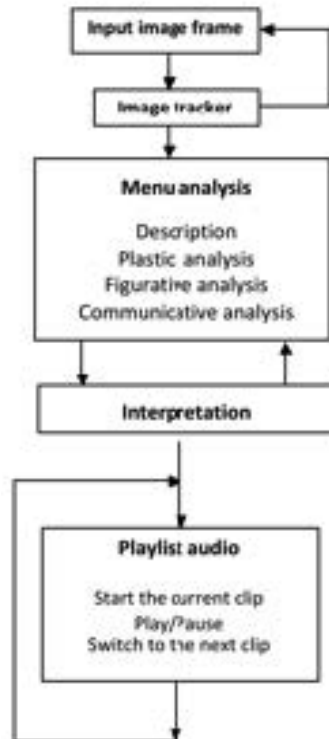 Input image frame
Image tracker
Menu analysis
Description
Plastic analysis
Figurative analysis
Communicative analysis
Interpretation
Playlist audio
Start the current clip
Play/Pause
Switch to the next clip